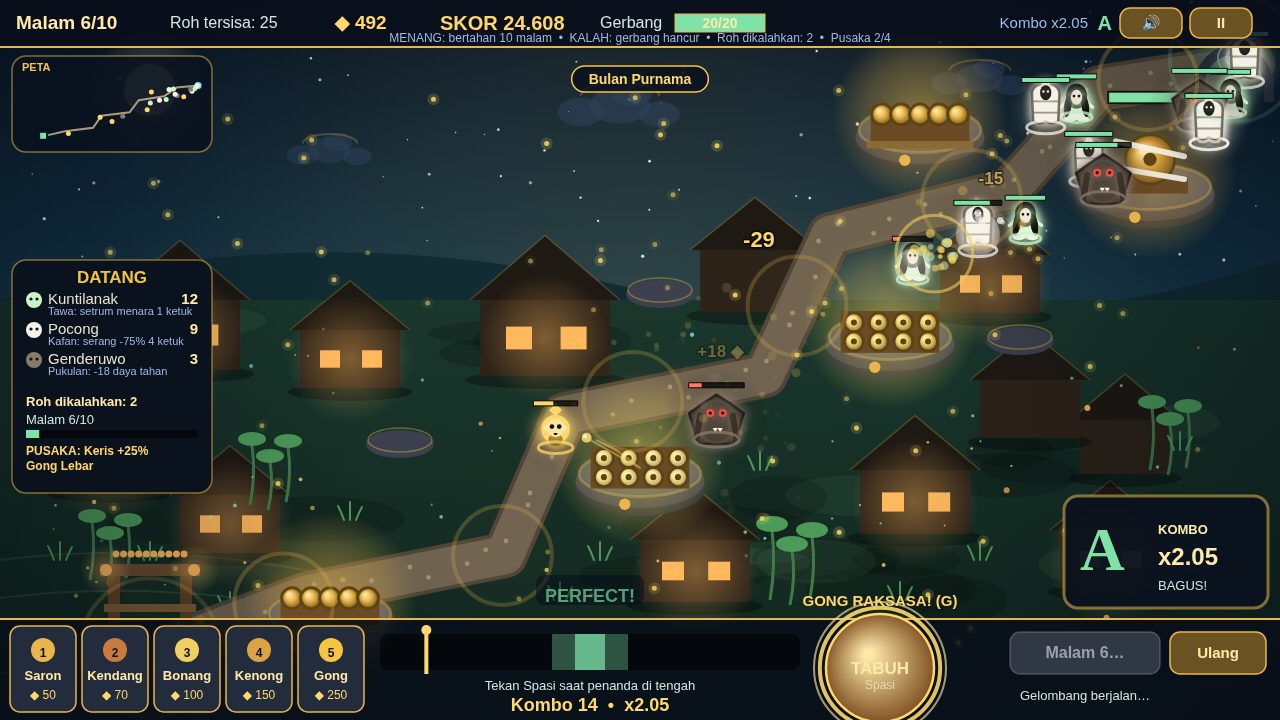 Malam 6/10
Roh tersisa: 25
◆ 492
SKOR 24.608
Gerbang
20/20
Kombo x2.05
A
MENANG: bertahan 10 malam • KALAH: gerbang hancur • Roh dikalahkan: 2 • Pusaka 2/4
PETA
Bulan Purnama
-15
-29
+18 ◆
DATANG
Kuntilanak 12
Tawa: setrum menara 1 ketuk
Pocong 9
Kafan: serang -75% 4 ketuk
Genderuwo 3
Pukulan: -18 daya tahan
Roh dikalahkan: 2
Malam 6/10
PUSAKA: Keris +25%
Gong Lebar
A
KOMBO
x2.05
BAGUS!
PERFECT!
GONG RAKSASA! (G)
1
Saron
◆ 50
2
Kendang
◆ 70
3
Bonang
◆ 100
4
Kenong
◆ 150
5
Gong
◆ 250
Tekan Spasi saat penanda di tengah
Kombo 14 • x2.05
TABUH
Spasi
Malam 6…
Ulang
Gelombang berjalan…